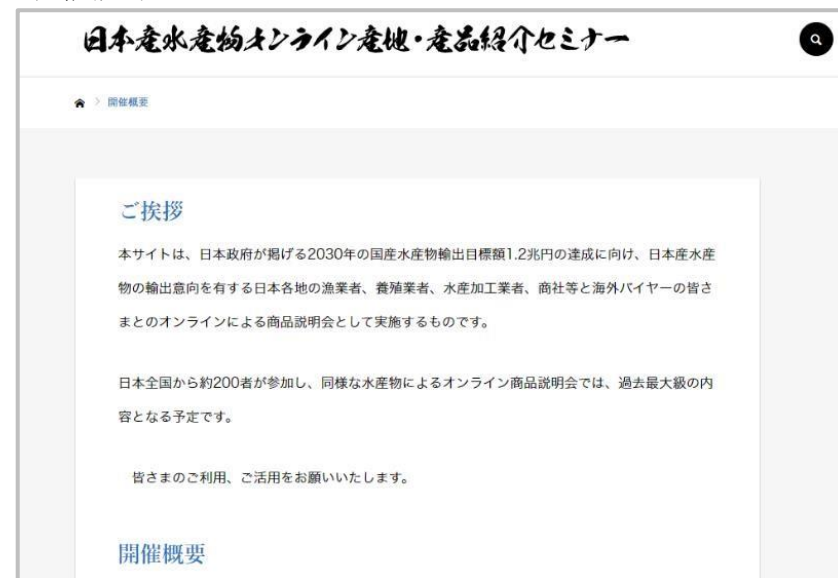 日本産水産物オンライン産地・産品紹介セミナー
開催概要
ご挨拶
本サイトは、日本政府が掲げる2030年の国産水産物輸出目標額1.2兆円の達成に向け、日本産水産
物の輸出意向を有する日本各地の漁業者、養殖業者、水産加工業者、商社等と海外バイヤーの皆さ
まとのオンラインによる商品説明会として実施するものです。
日本全国から約200者が参加し、同様な水産物によるオンライン商品説明会では、過去最大級の内
容となる予定です。
皆さまのご利用、ご活用をお願いいたします。
開催概要